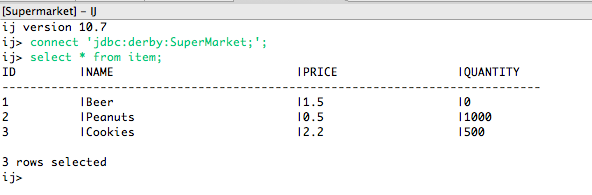 [Supermarket] – IJ
ij version 10.7
ij> connect 'jdbc:derby:SuperMarket;';
ij> select * from item;
ID |NAME |PRICE |QUANTITY
--------------------------------------------------------------------------
1 |Beer |1.5 |0
2 |Peanuts |0.5 |1000
3 |Cookies |2.2 |500
3 rows selected
ij>